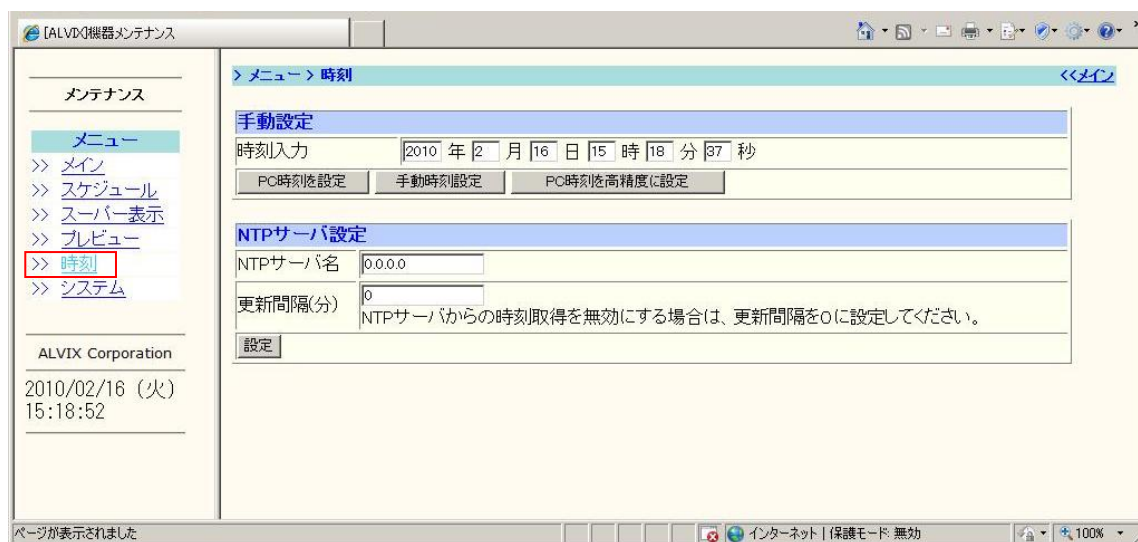 [ALVIX]機器メンテナンス
メンテナンス
メニュー
>> メイン
>> スケジュール
>> スーパー表示
>> プレビュー
>> 時刻
>> システム
ALVIX Corporation
2010/02/16 (火)
15:18:52
> メニュー > 時刻
<<メイン
手動設定
時刻入力 2010 年 2 月 16 日 15 時 18 分 37 秒
PC時刻を設定 手動時刻設定 PC時刻を高精度に設定
NTPサーバ設定
NTPサーバ名 0.0.0.0
更新間隔(分) 0
NTPサーバからの時刻取得を無効にする場合は、更新間隔を0に設定してください。
設定
ページが表示されました
インターネット | 保護モード: 無効
100%